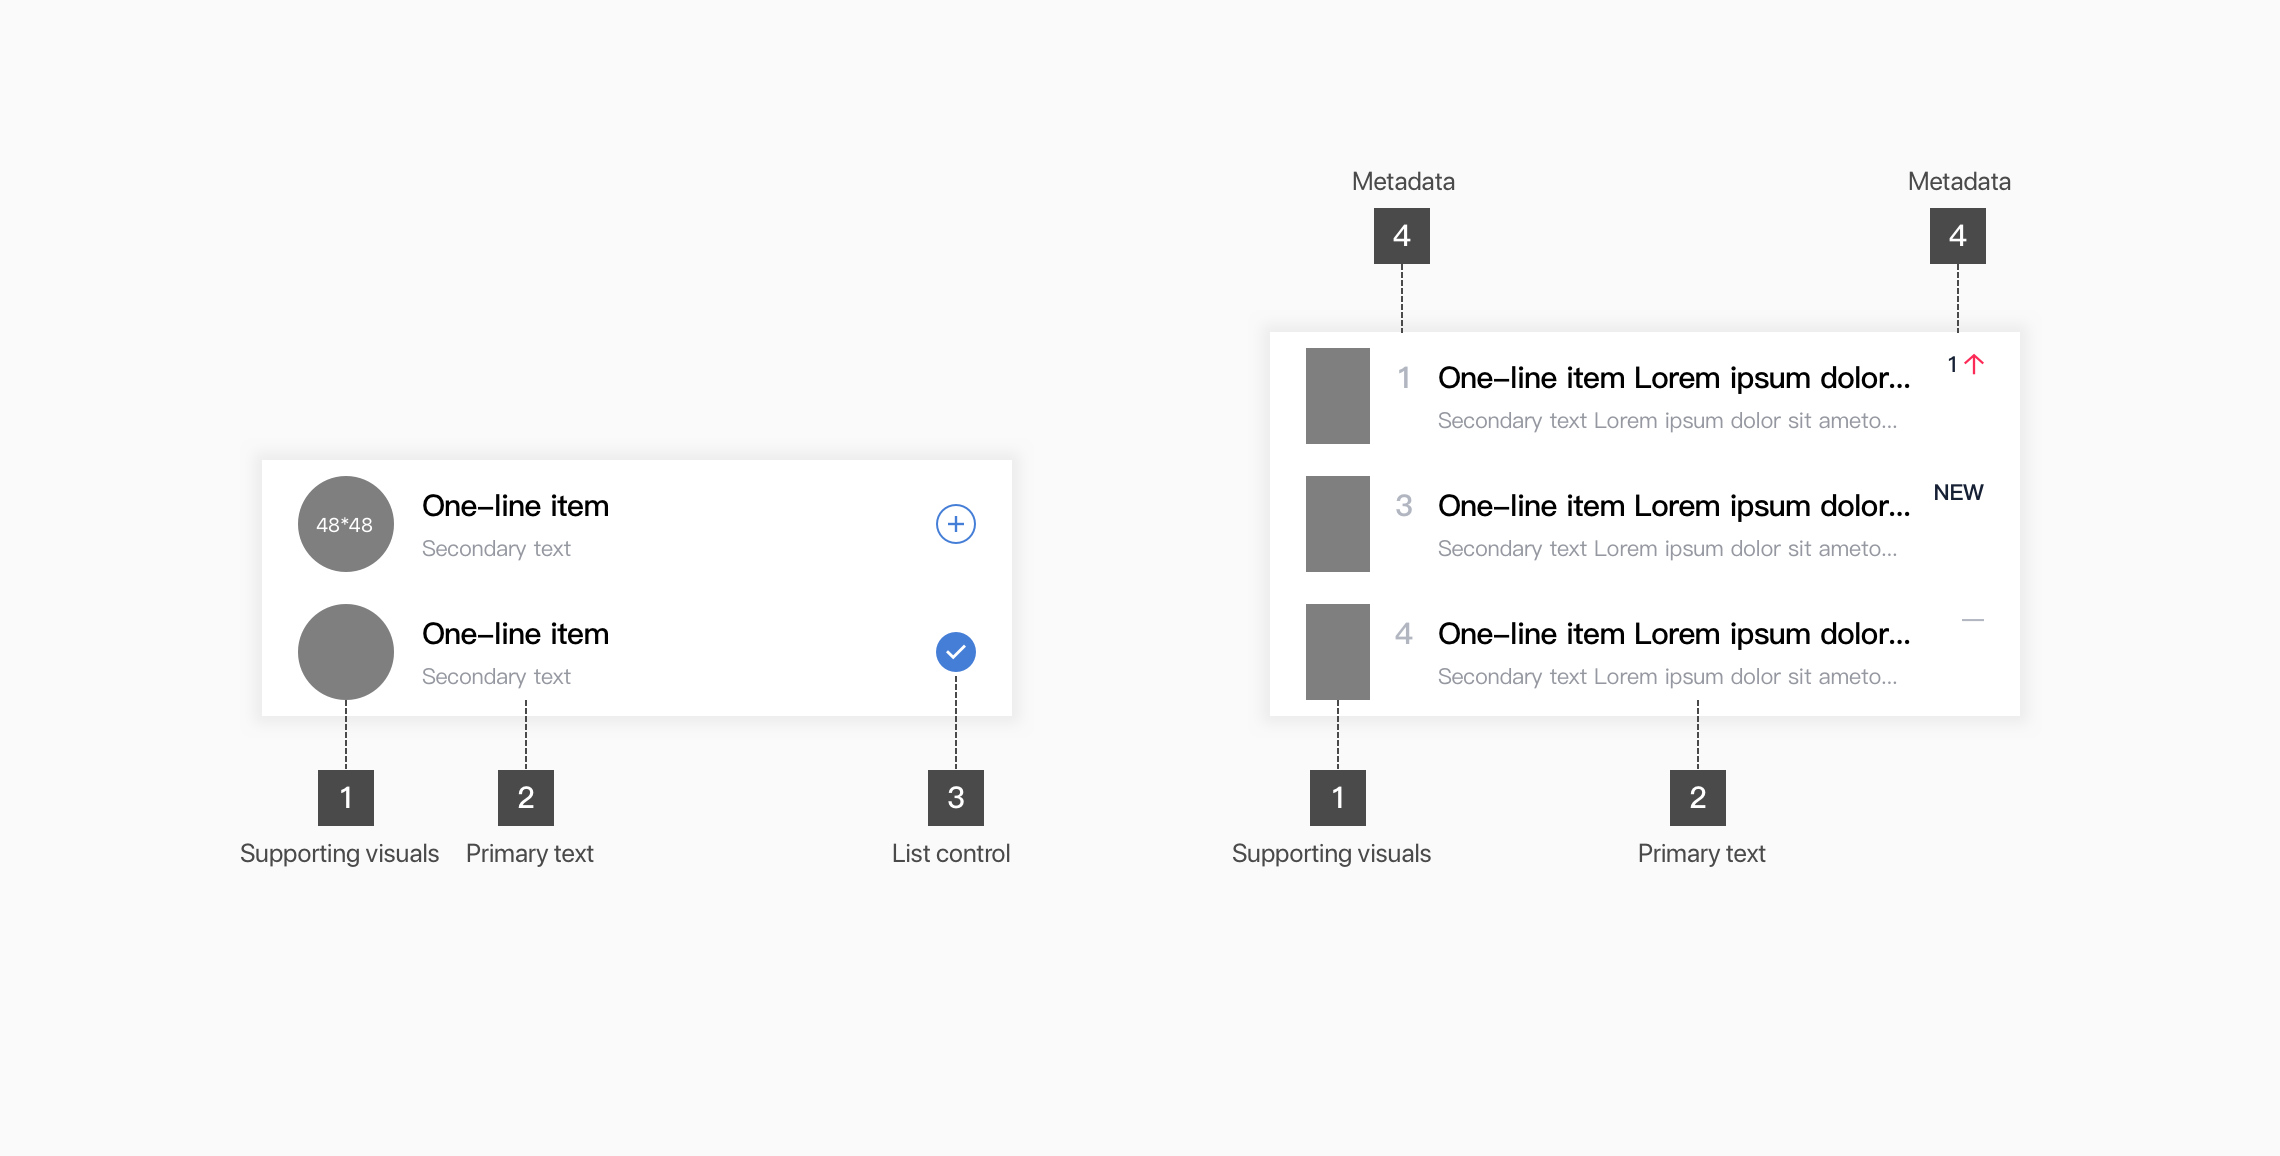 48*48
One-line item
Secondary text
One-line item
Secondary text
1
Supporting visuals
2
Primary text
3
List control
Metadata
4
Metadata
4
1
One-line item Lorem ipsum dolor...
Secondary text Lorem ipsum dolor sit ameto...
1
3
One-line item Lorem ipsum dolor...
Secondary text Lorem ipsum dolor sit ameto...
NEW
4
One-line item Lorem ipsum dolor...
Secondary text Lorem ipsum dolor sit ameto...
1
Supporting visuals
2
Primary text